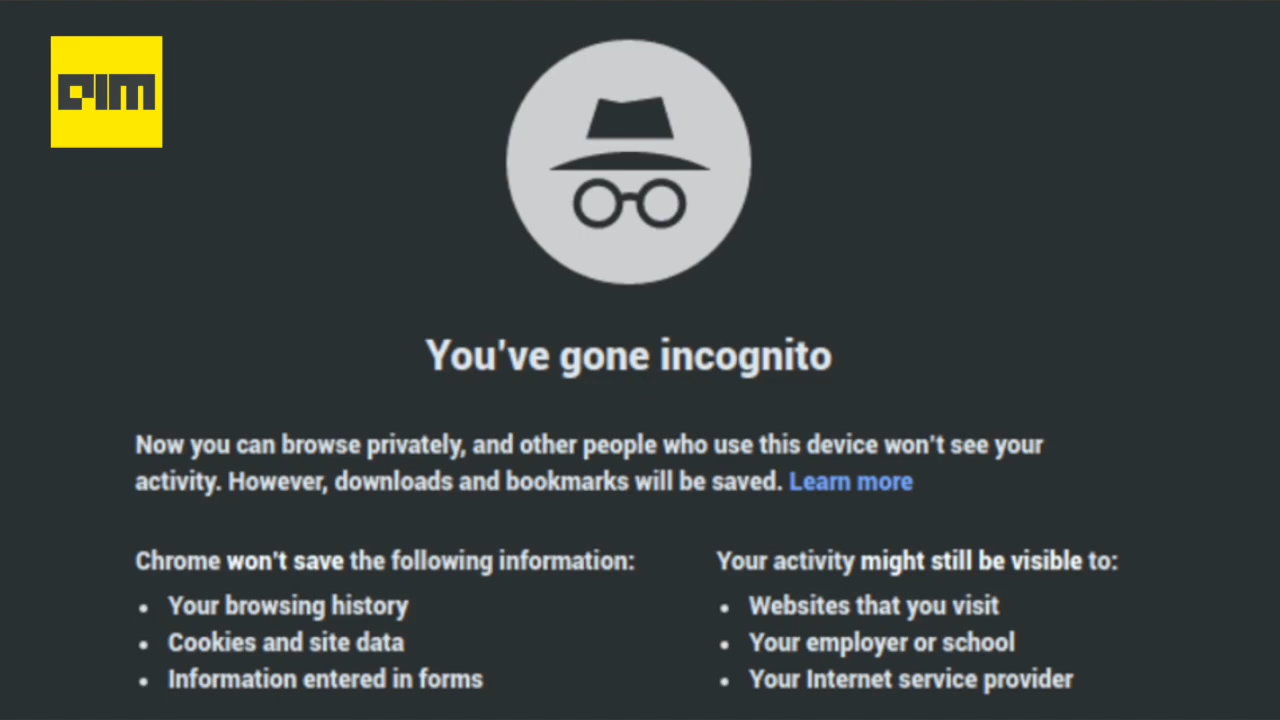 aim
You've gone incognito
Now you can browse privately, and other people who use this device won't see your
activity. However, downloads and bookmarks will be saved. Learn more
Chrome won't save the following information:
• Your browsing history
• Cookies and site data
• Information entered in forms
Your activity might still be visible to:
• Websites that you visit
• Your employer or school
• Your Internet service provider